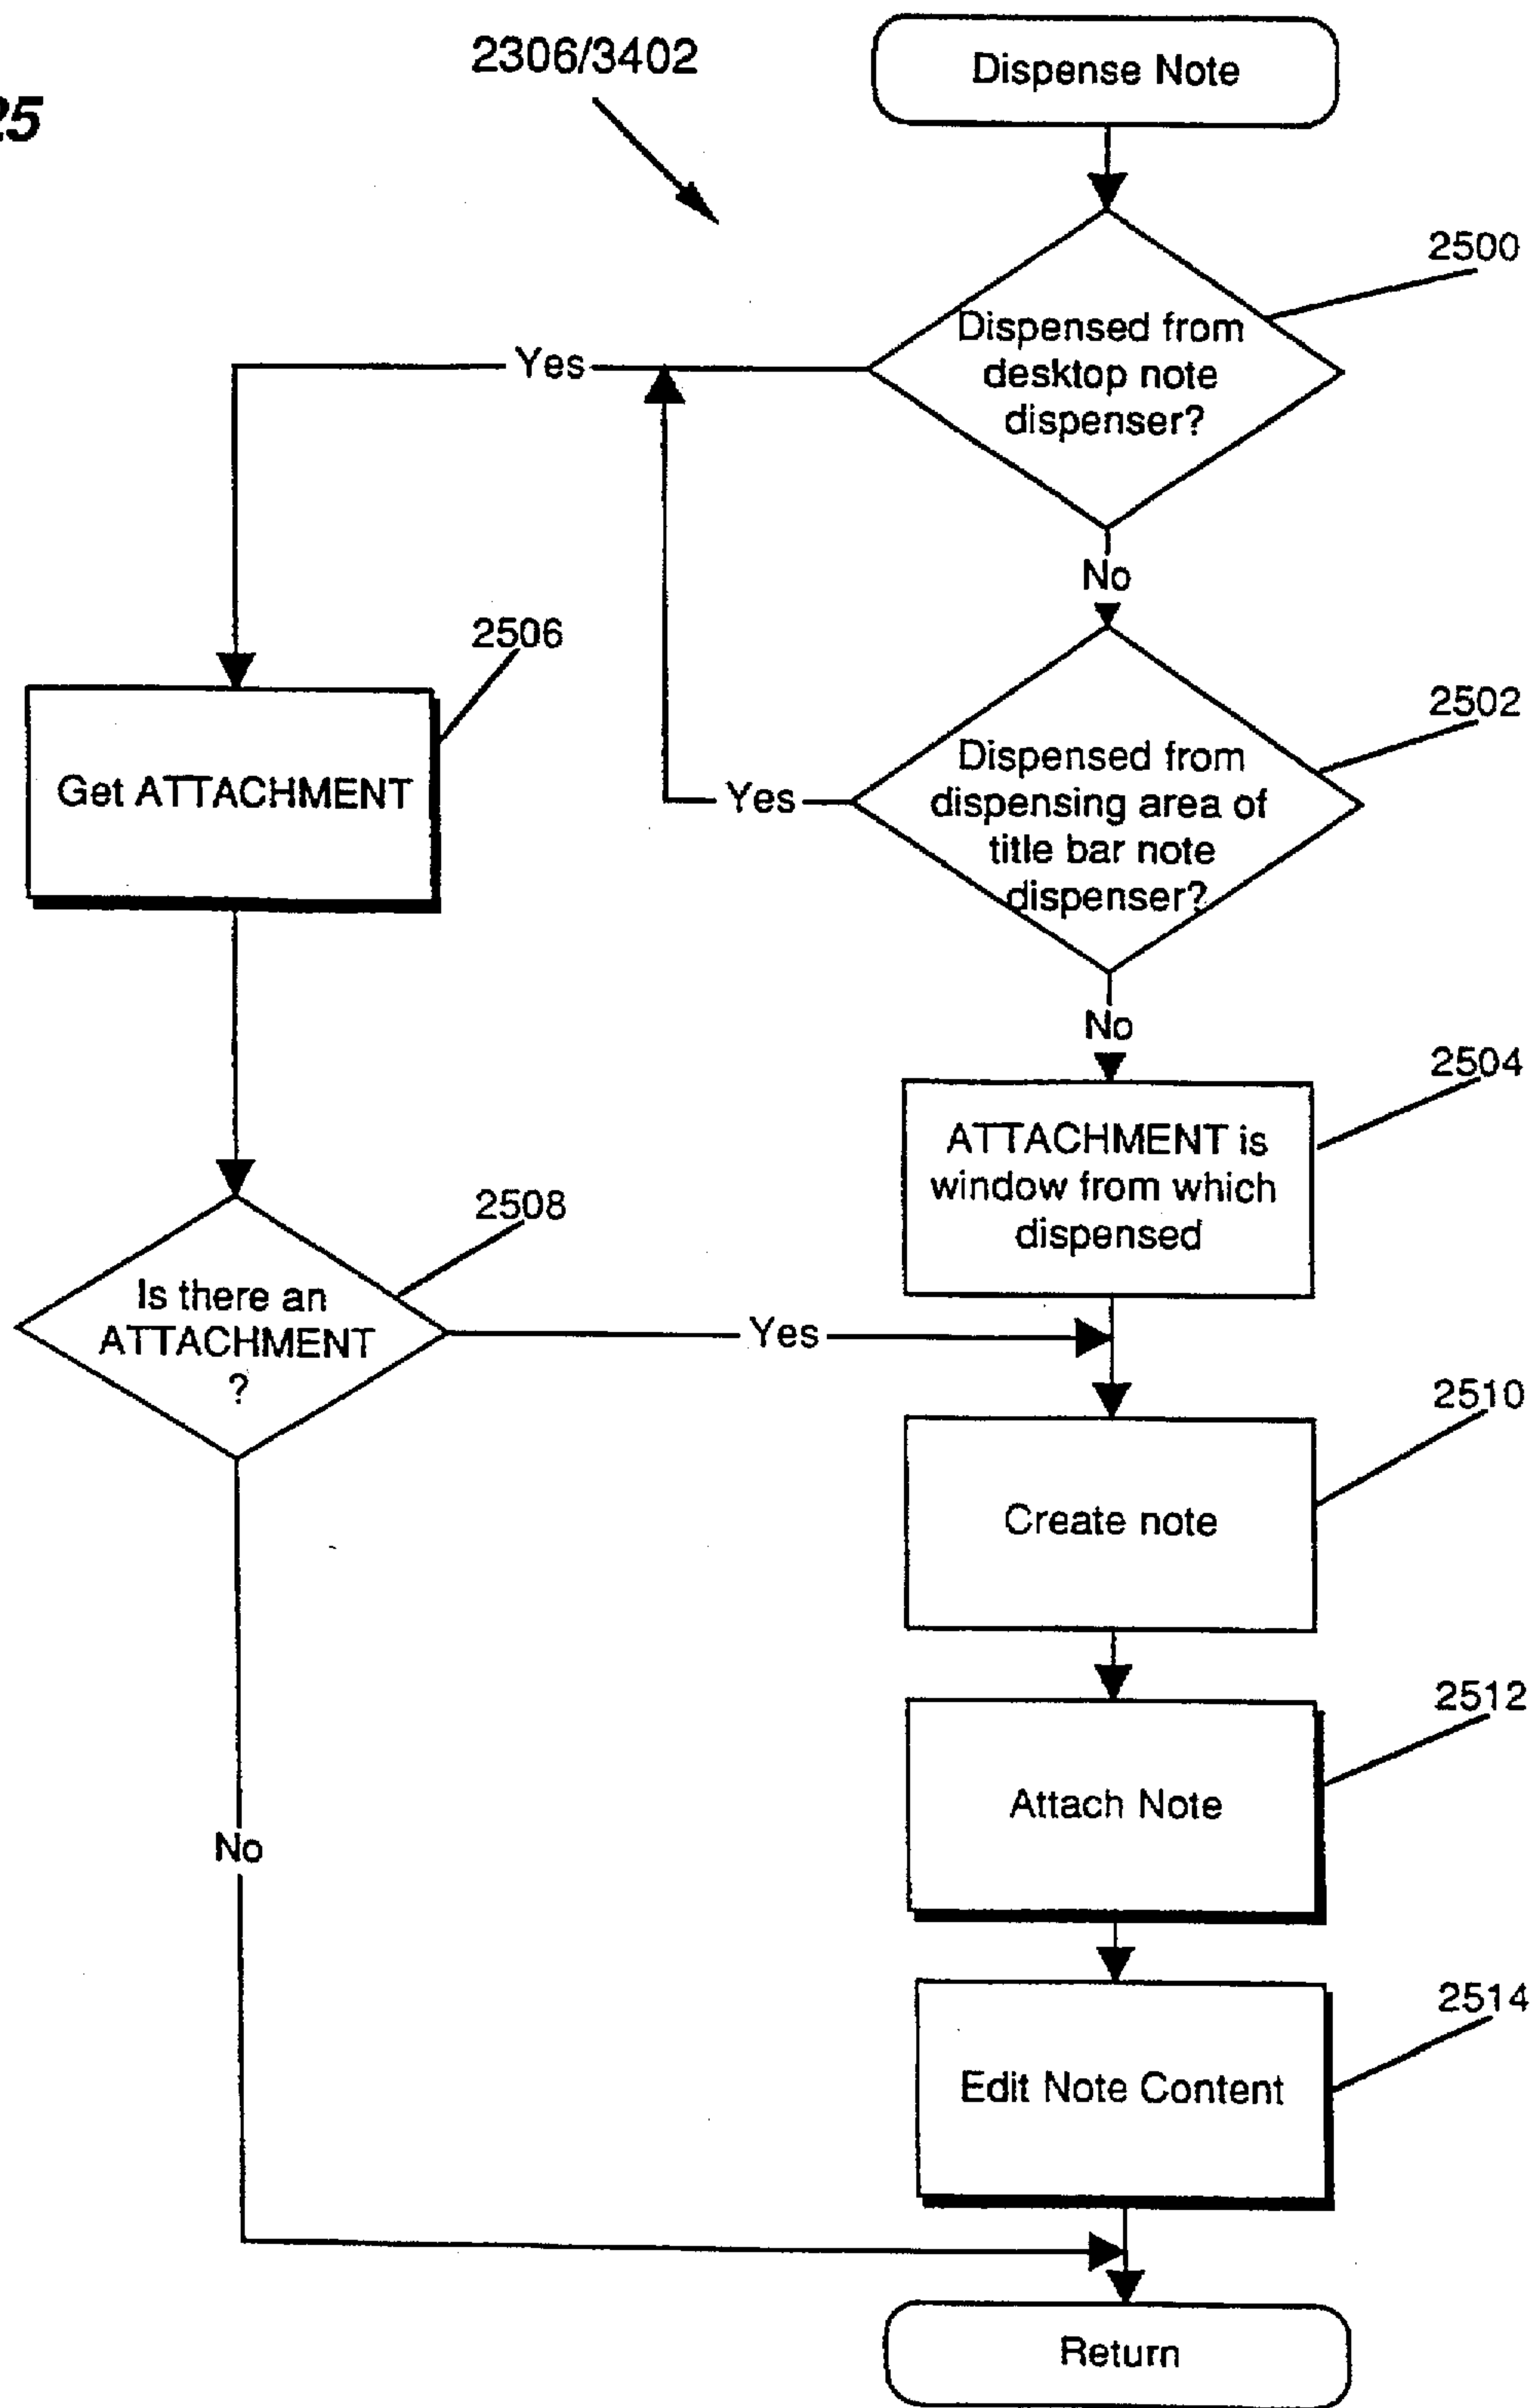 25
2306/3402
Dispense Note
2500
Dispensed from
desktop note
dispenser?
Yes
No
2506
2502
Get ATTACHMENT
Dispensed from
dispensing area of
title bar note
dispenser?
Yes
No
2504
ATTACHMENT is
window from which
dispensed
2508
Is there an
ATTACHMENT
?
Yes
2510
Create note
2512
Attach Note
No
2514
Edit Note Content
Return